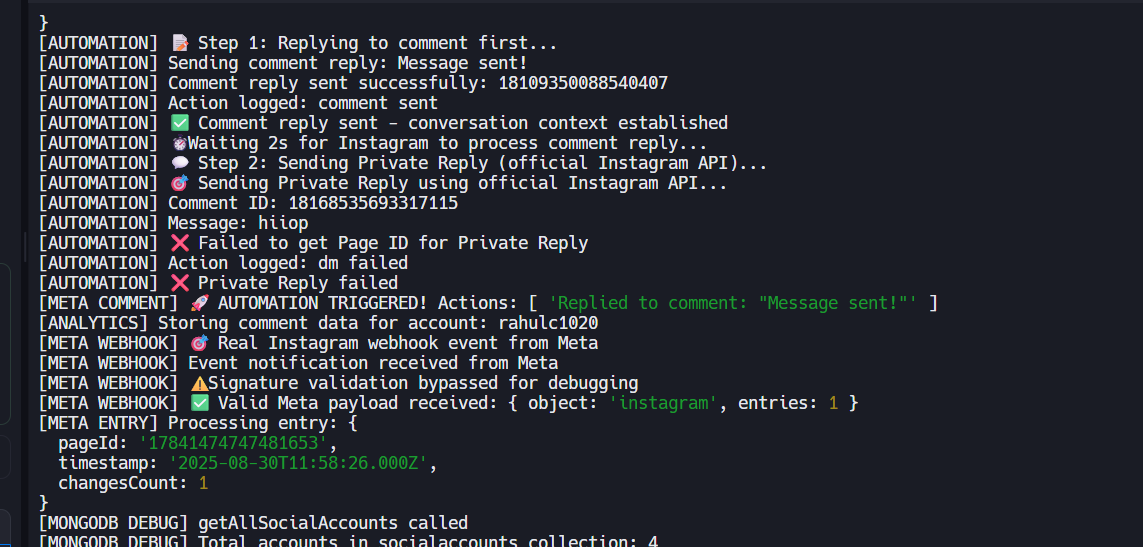 }
[AUTOMATION] 📝 Step 1: Replying to comment first...
[AUTOMATION] Sending comment reply: Message sent!
[AUTOMATION] Comment reply sent successfully: 18109350088540407
[AUTOMATION] Action logged: comment sent
[AUTOMATION] ✅ Comment reply sent - conversation context established
[AUTOMATION] ⏱️Waiting 2s for Instagram to process comment reply...
[AUTOMATION] 💬 Step 2: Sending Private Reply (official Instagram API)...
[AUTOMATION] 🎯 Sending Private Reply using official Instagram API...
[AUTOMATION] Comment ID: 18168535693317115
[AUTOMATION] Message: hiiop
[AUTOMATION] ❌ Failed to get Page ID for Private Reply
[AUTOMATION] Action logged: dm failed
[AUTOMATION] ❌ Private Reply failed
[META COMMENT] 🚀 AUTOMATION TRIGGERED! Actions: [ 'Replied to comment: "Message sent!"' ]
[ANALYTICS] Storing comment data for account: rahulc1020
[META WEBHOOK] 🎯 Real Instagram webhook event from Meta
[META WEBHOOK] Event notification received from Meta
[META WEBHOOK] ⚠️Signature validation bypassed for debugging
[META WEBHOOK] ✅ Valid Meta payload received: { object: 'instagram', entries: 1 }
[META ENTRY] Processing entry: {
  pageId: '17841474747481653',
  timestamp: '2025-08-30T11:58:26.000Z',
  changesCount: 1
}
[MONGODB DEBUG] getAllSocialAccounts called
[MONGODB DEBUG] Total accounts in socialaccounts collection: 4